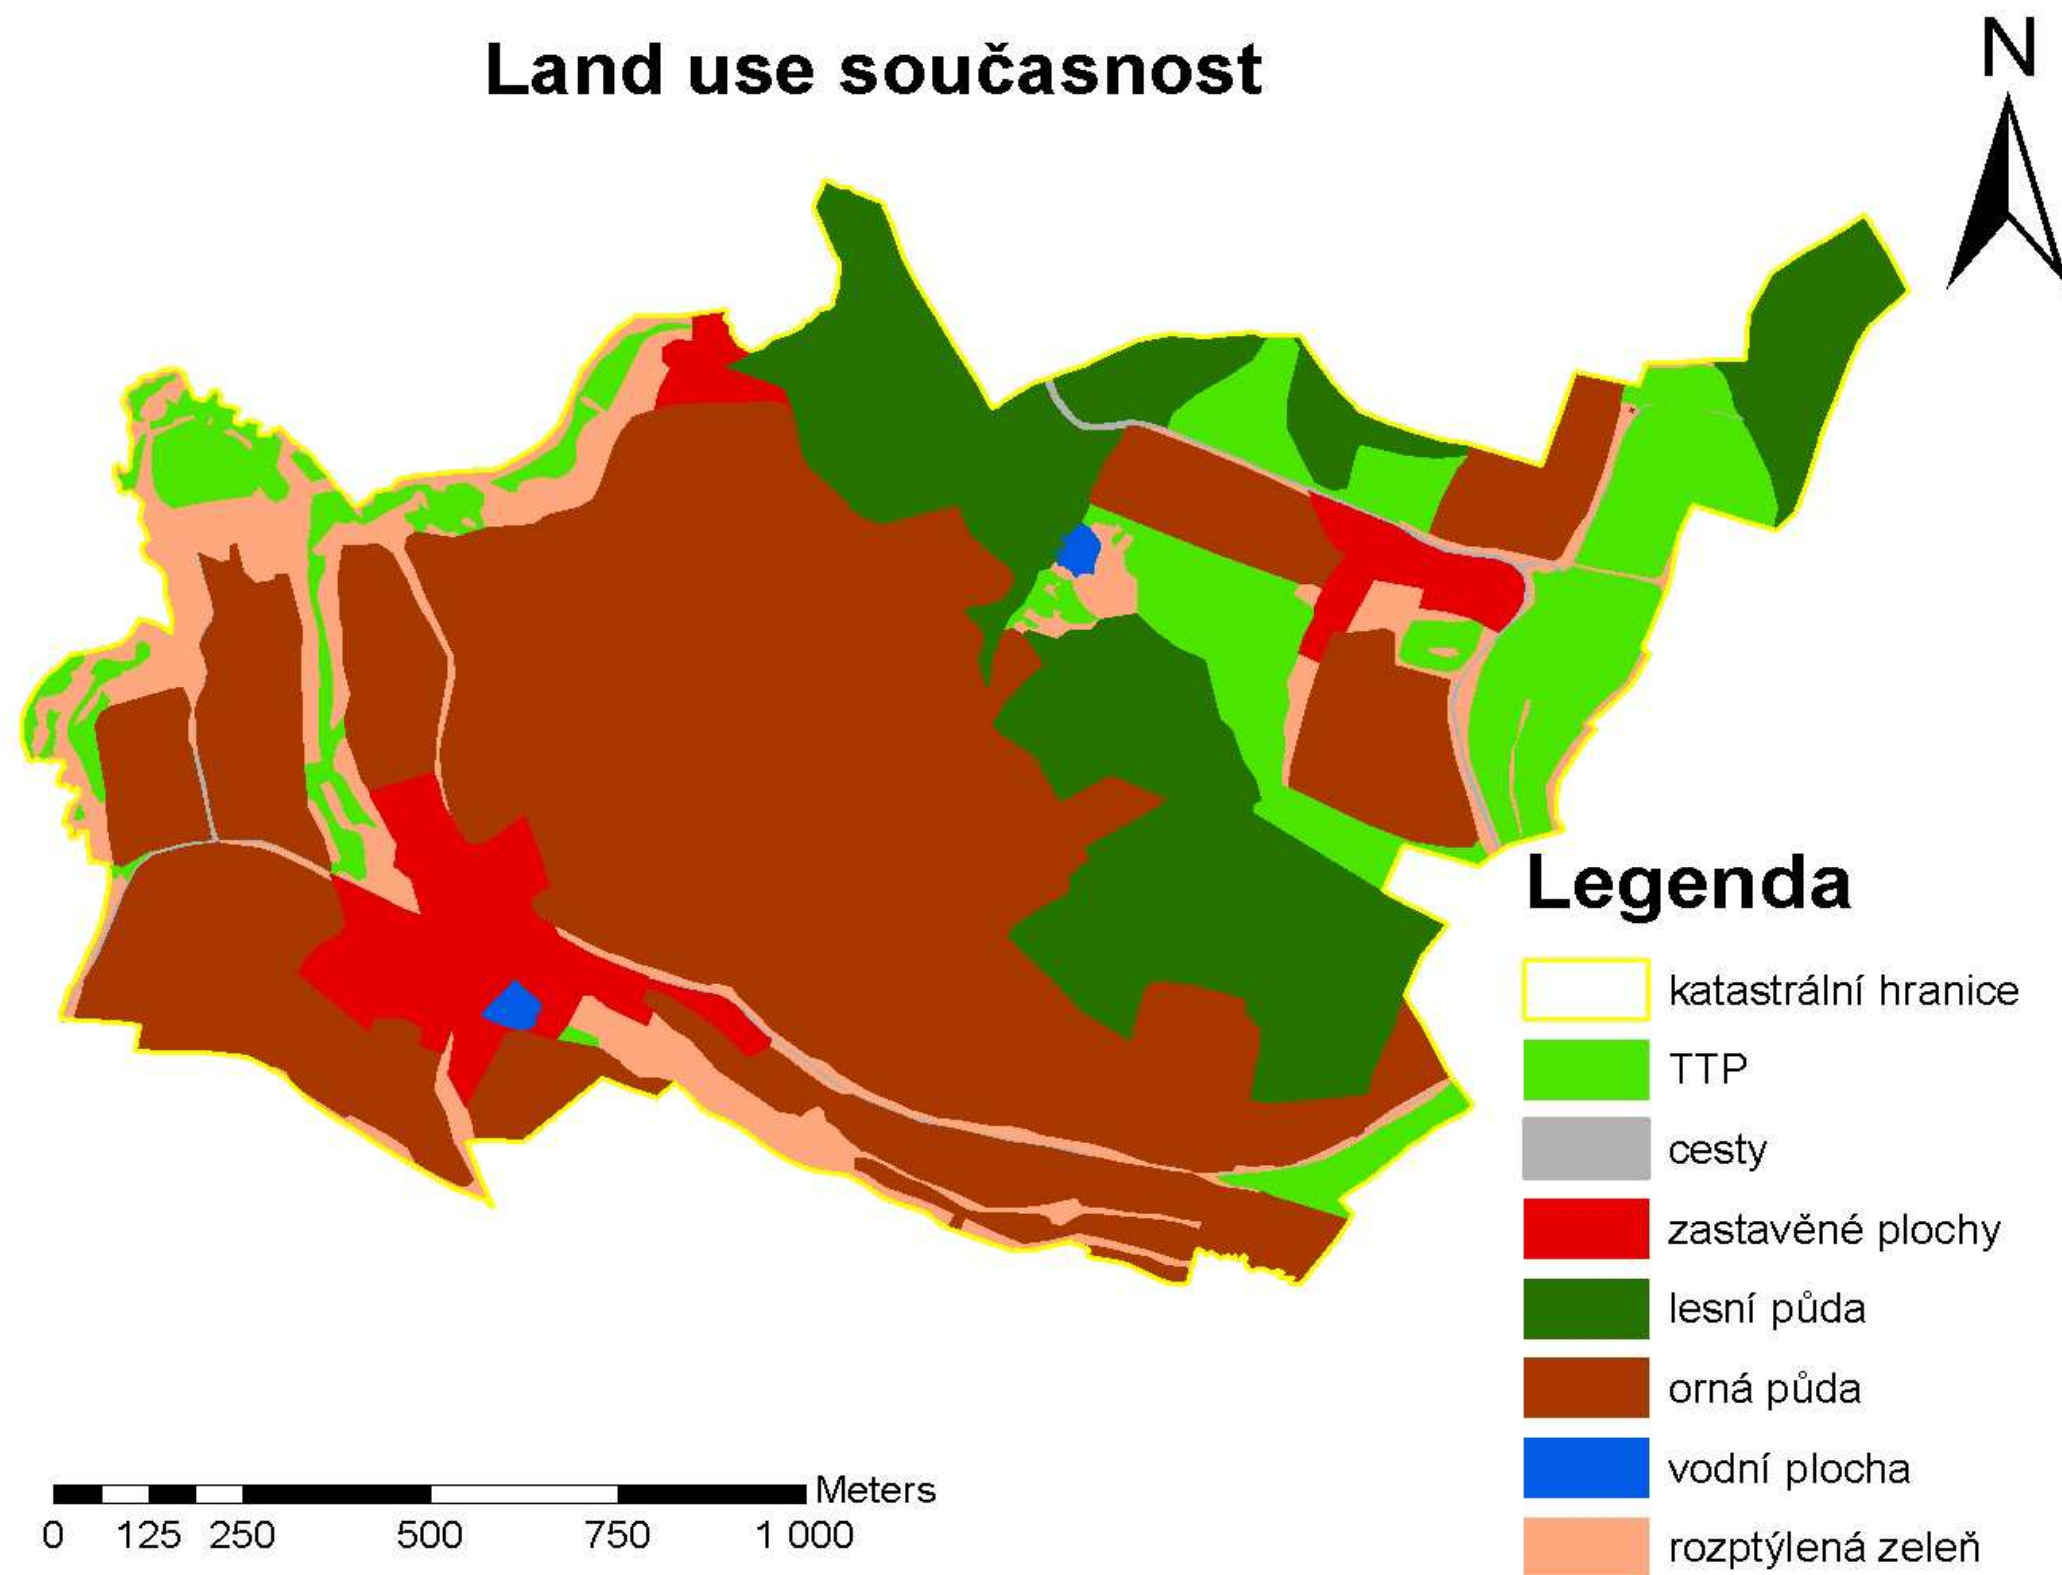 Land use současnost
N
Legenda
katastrální hranice
TTP
cesty
zastavěné plochy
lesní půda
orná půda
vodní plocha
rozptýlená zeleň
Meters
0 125 250 500 750 1 000